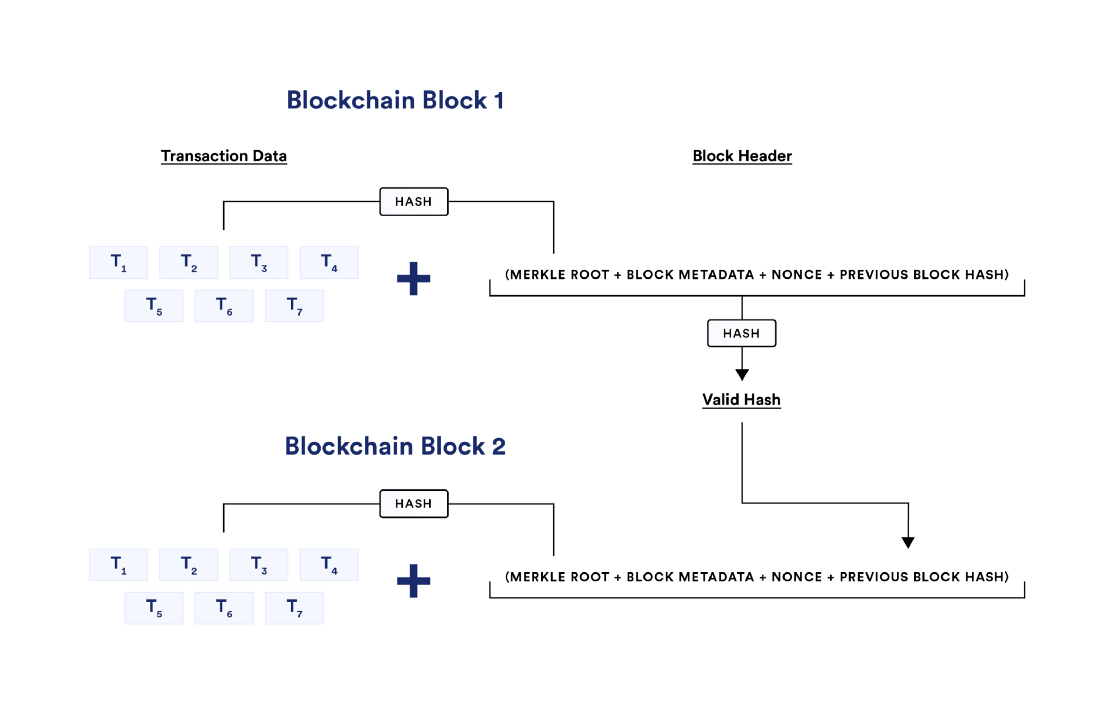 Blockchain Block 1
Transaction Data
Block Header
HASH
T1 T2 T3 T4
T5 T6 T7
+
(MERKLE ROOT + BLOCK METADATA + NONCE + PREVIOUS BLOCK HASH)
HASH
Valid Hash
Blockchain Block 2
HASH
T1 T2 T3 T4
T5 T6 T7
+
(MERKLE ROOT + BLOCK METADATA + NONCE + PREVIOUS BLOCK HASH)